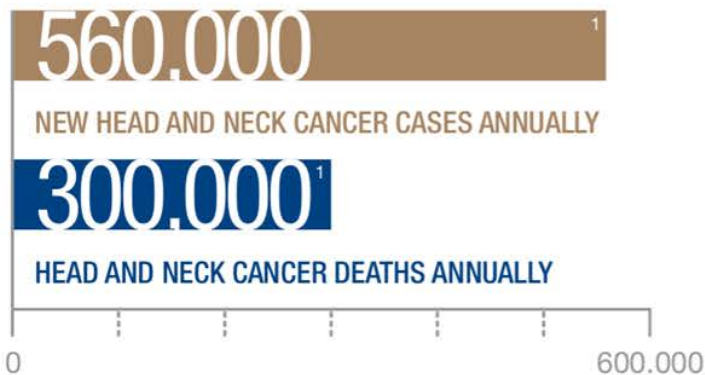 560.000 1
NEW HEAD AND NECK CANCER CASES ANNUALLY
300.000 1
HEAD AND NECK CANCER DEATHS ANNUALLY
0 600.000